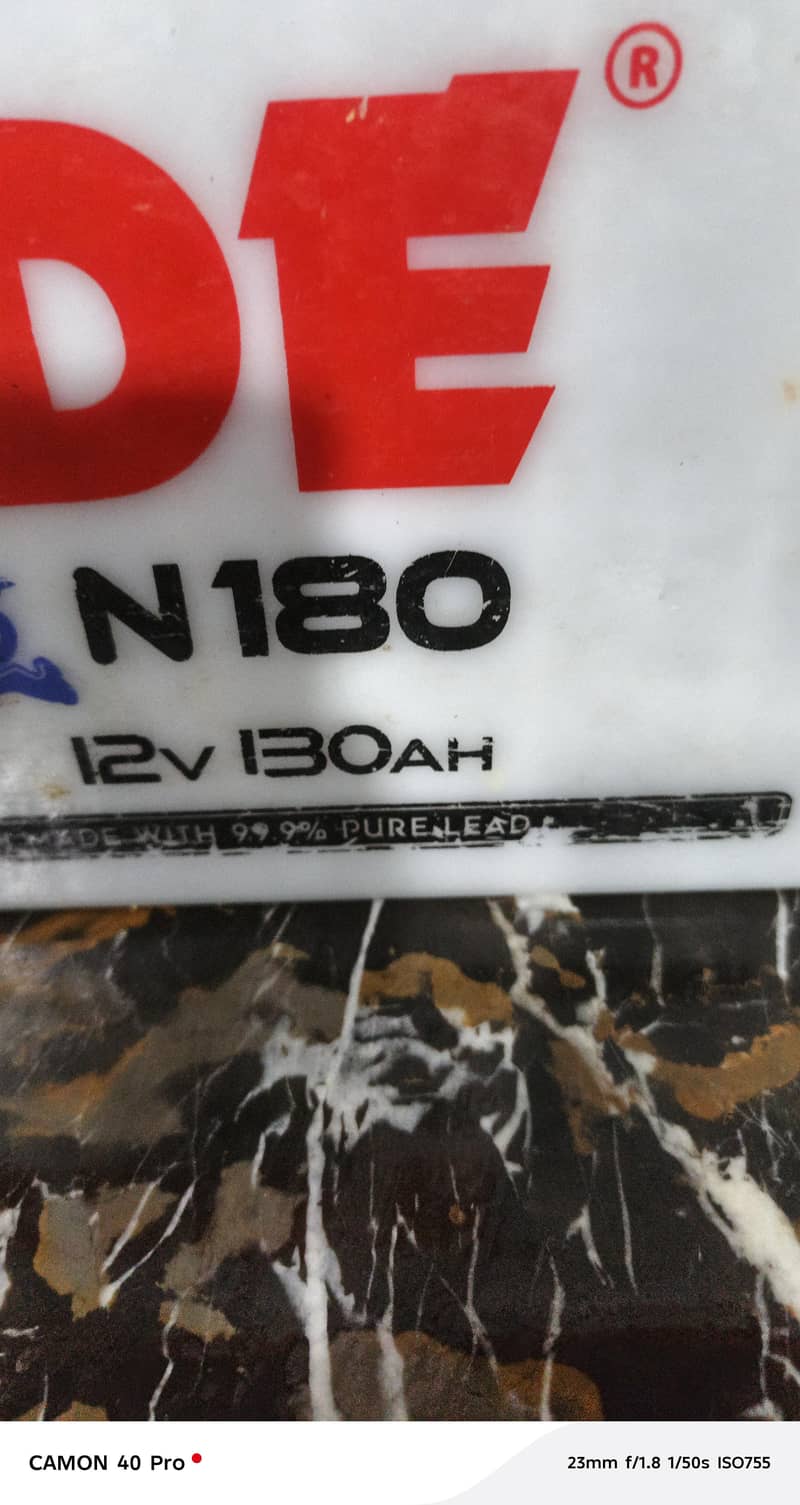 DE®
N180
12V 130AH
MADE WITH 99.9% PURE LEAD
CAMON 40 Pro
23mm f/1.8 1/50s ISO755